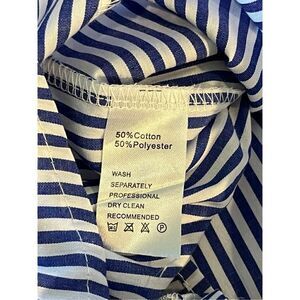 50%Cotton
50%Polyester
WASH
SEPARATELY
PROFESSIONAL
DRY CLEAN
RECOMMENDED
P